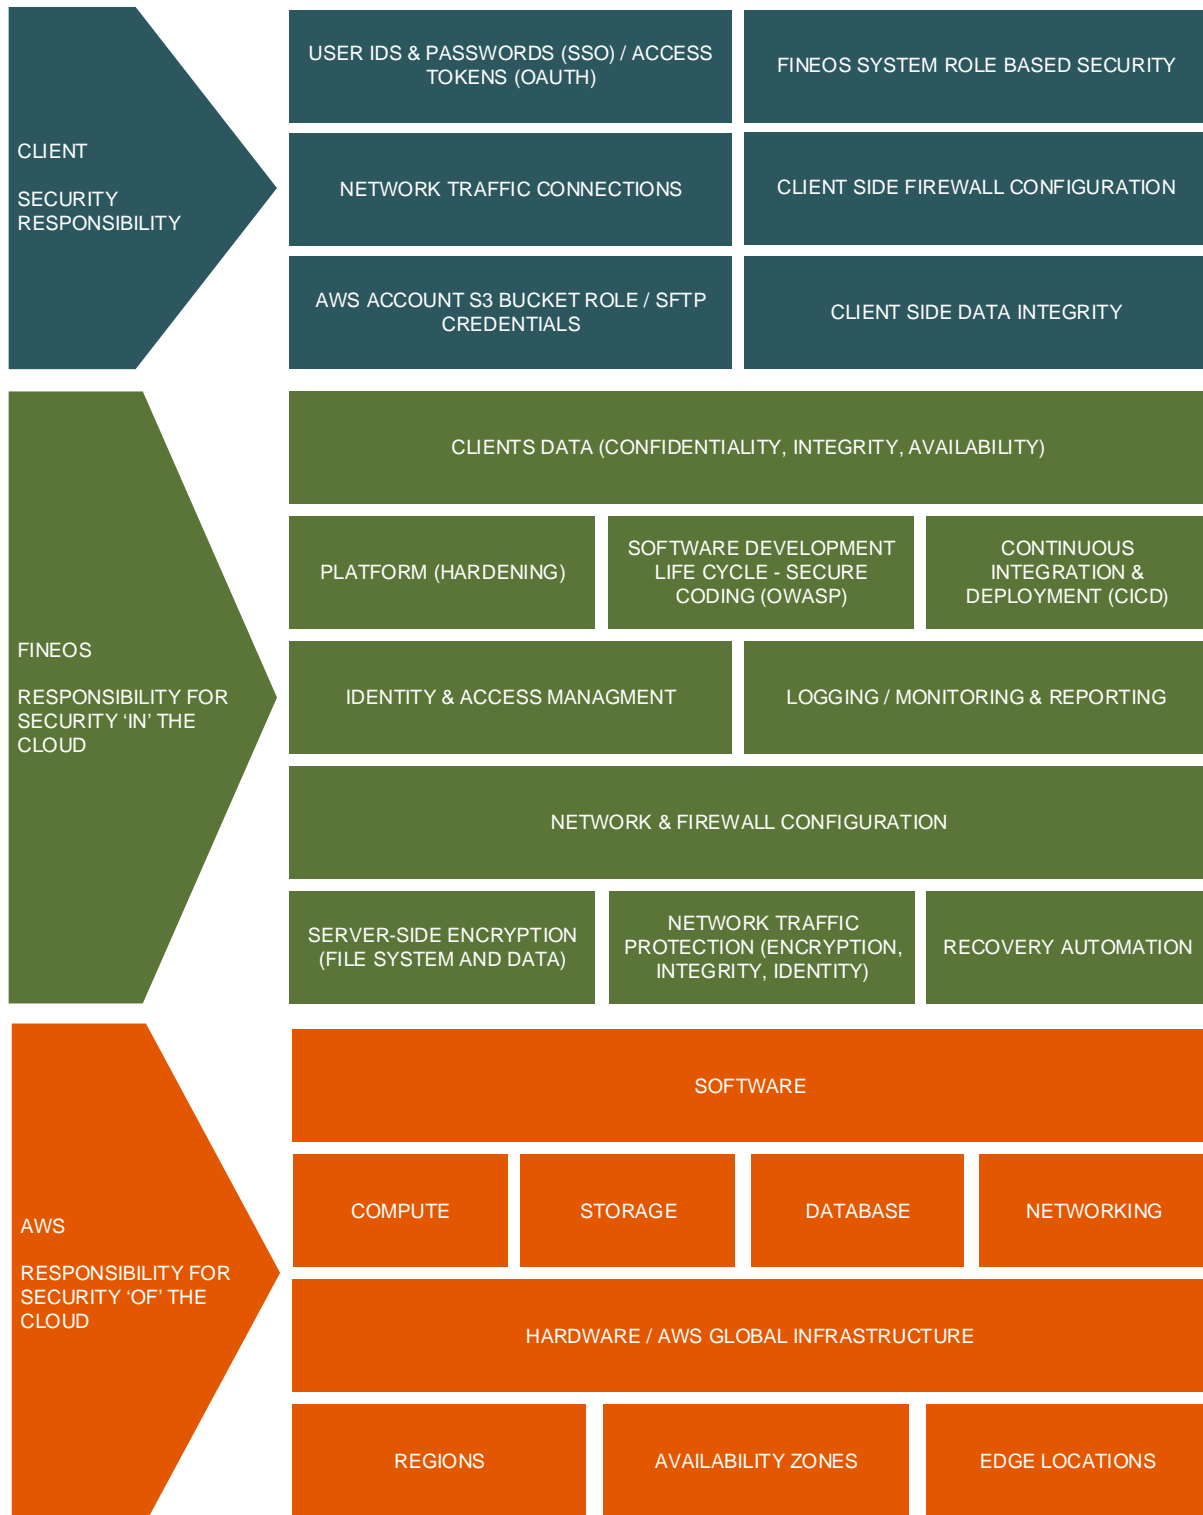 CLIENT
SECURITY
RESPONSIBILITY
USER IDS & PASSWORDS (SSO) / ACCESS
TOKENS (OAUTH)
FINEOS SYSTEM ROLE BASED SECURITY
NETWORK TRAFFIC CONNECTIONS
CLIENT SIDE FIREWALL CONFIGURATION
AWS ACCOUNT S3 BUCKET ROLE / SFTP
CREDENTIALS
CLIENT SIDE DATA INTEGRITY
FINEOS
RESPONSIBILITY FOR
SECURITY ‘IN’ THE
CLOUD
CLIENTS DATA (CONFIDENTIALITY, INTEGRITY, AVAILABILITY)
PLATFORM (HARDENING)
SOFTWARE DEVELOPMENT
LIFE CYCLE - SECURE
CODING (OWASP)
CONTINUOUS
INTEGRATION &
DEPLOYMENT (CICD)
IDENTITY & ACCESS MANAGMENT
LOGGING / MONITORING & REPORTING
NETWORK & FIREWALL CONFIGURATION
SERVER-SIDE ENCRYPTION
(FILE SYSTEM AND DATA)
NETWORK TRAFFIC
PROTECTION (ENCRYPTION,
INTEGRITY, IDENTITY)
RECOVERY AUTOMATION
AWS
RESPONSIBILITY FOR
SECURITY ‘OF’ THE
CLOUD
SOFTWARE
COMPUTE
STORAGE
DATABASE
NETWORKING
HARDWARE / AWS GLOBAL INFRASTRUCTURE
REGIONS
AVAILABILITY ZONES
EDGE LOCATIONS